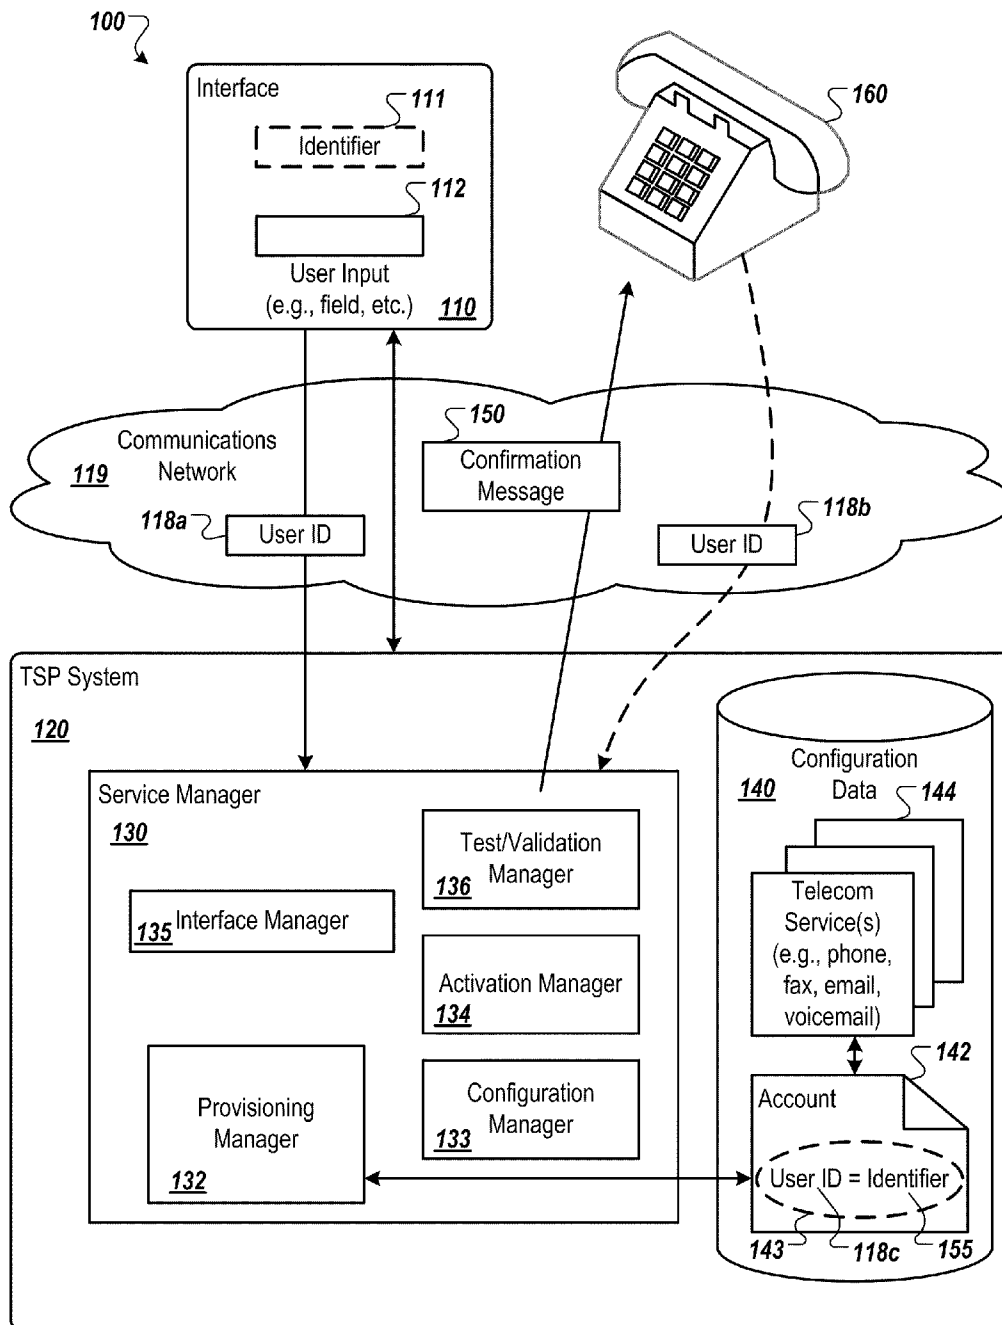 100
Interface
111
Identifier
112
User Input
(e.g., field, etc.)
110
160
150
Communications
Network
119
Confirmation
Message
118a
User ID
118b
User ID
TSP System
120
Service Manager
130
Test/Validation
Manager
136
Interface Manager
135
Activation Manager
134
Provisioning
Manager
132
Configuration
Manager
133
Configuration
Data
140
144
Telecom
Service(s)
(e.g., phone,
fax, email,
voicemail)
142
Account
User ID = Identifier
143
118c
155